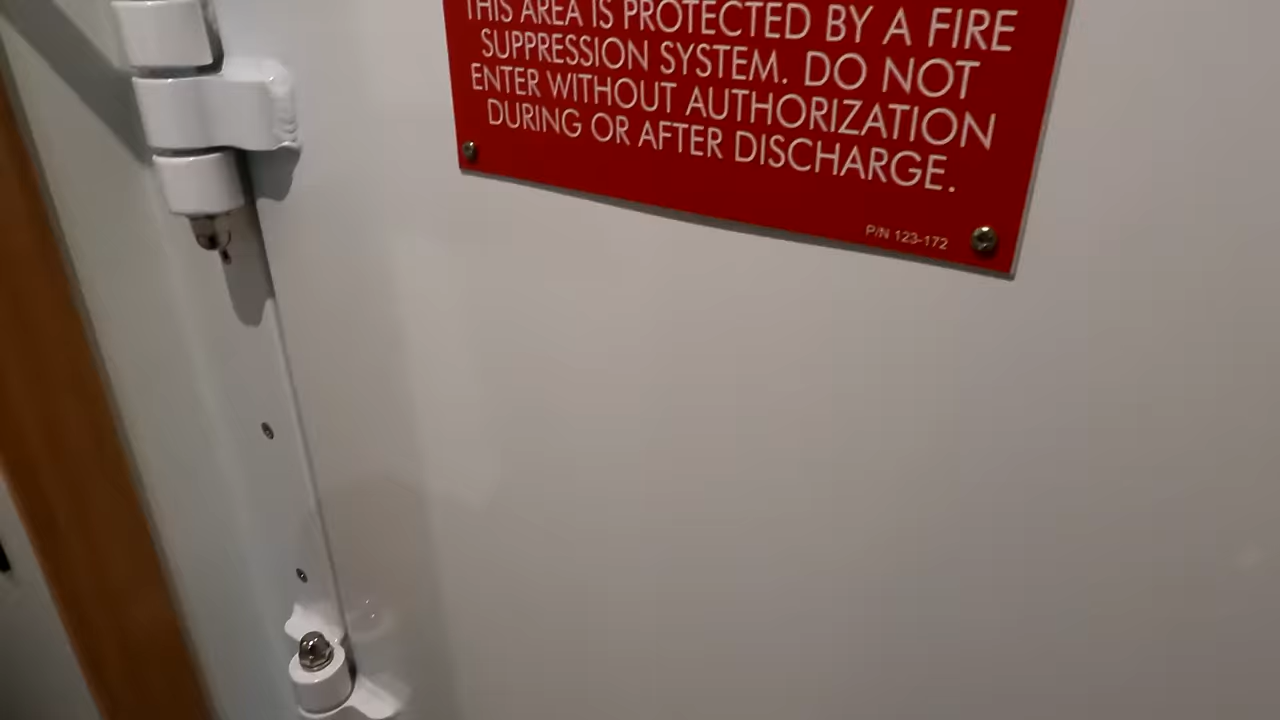 THIS AREA IS PROTECTED BY A FIRE
SUPPRESSION SYSTEM. DO NOT
ENTER WITHOUT AUTHORIZATION
DURING OR AFTER DISCHARGE.
P/N 123-172